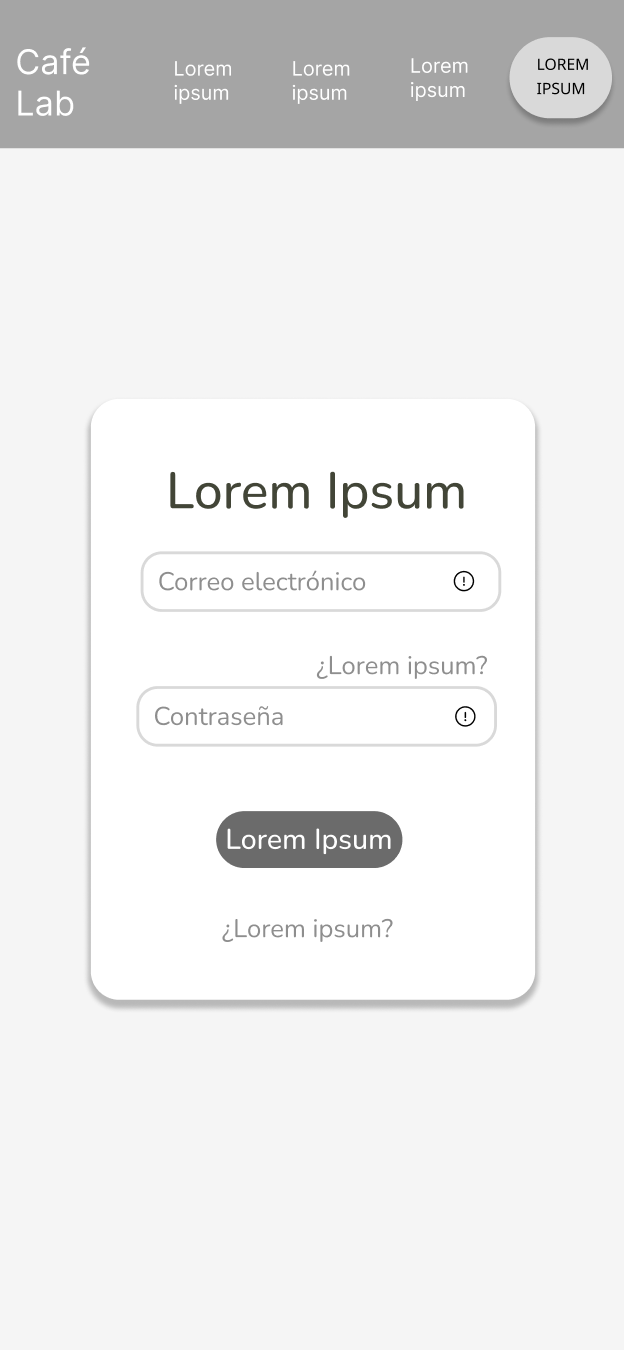 Café
Lab
Lorem
ipsum
Lorem
ipsum
Lorem
ipsum
LOREM
IPSUM
Lorem Ipsum
Correo electrónico
¿Lorem ipsum?
Contraseña
Lorem Ipsum
¿Lorem ipsum?